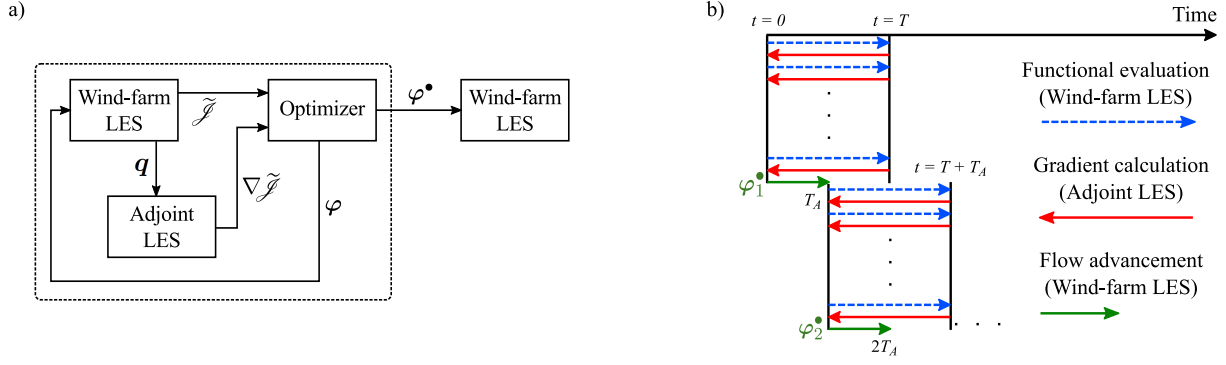 a)
Wind-farm
LES
𝒥̃
Optimizer
φ•
Wind-farm
LES
q
∇𝒥̃
φ
Adjoint
LES
b)
t = 0
t = T
Time
Functional evaluation
(Wind-farm LES)
Gradient calculation
(Adjoint LES)
Flow advancement
(Wind-farm LES)
.
.
.
φ₁•
t = T + T_A
T_A
.
.
.
φ₂•
2T_A
. . .